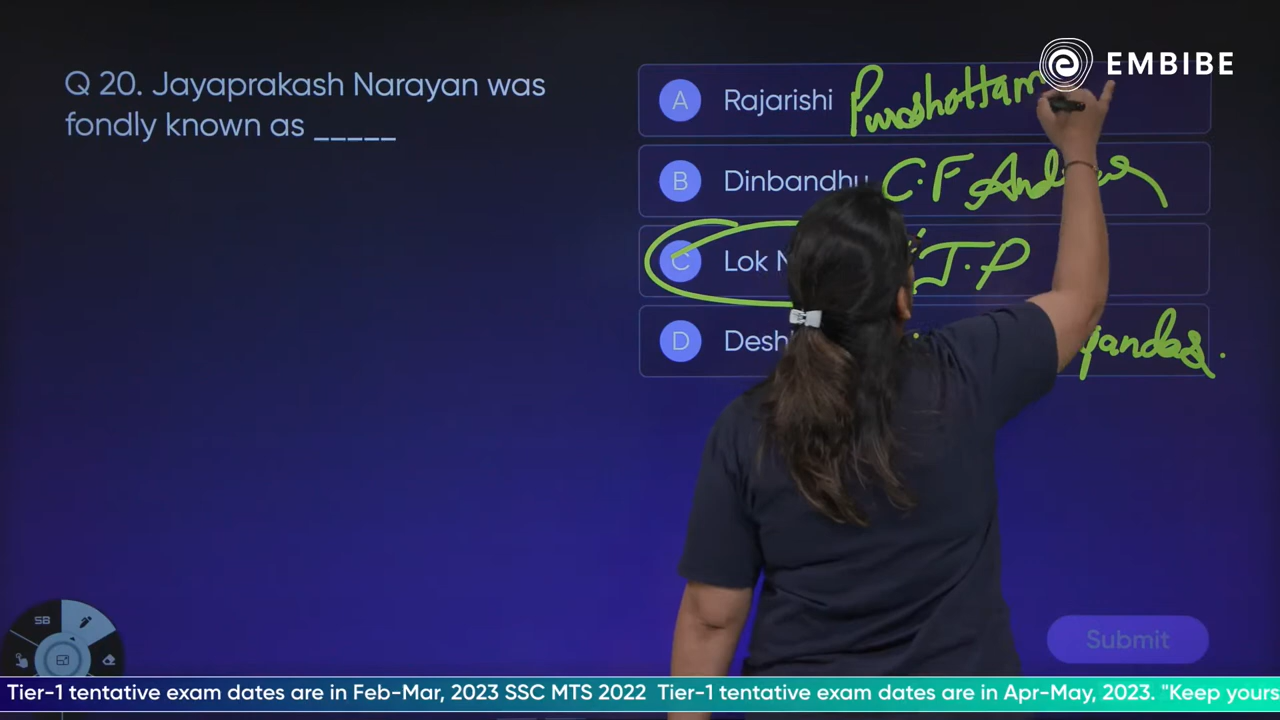 EMBIBE
Q 20. Jayaprakash Narayan was
fondly known as _____
A Rajarishi Purushottam
B Dinbandhu C.F Andrew
C Lok J.P
D
SB
Submit
Tier-1 tentative exam dates are in Feb-Mar, 2023 SSC MTS 2022 Tier-1 tentative exam dates are in Apr-May, 2023. "Keep yours